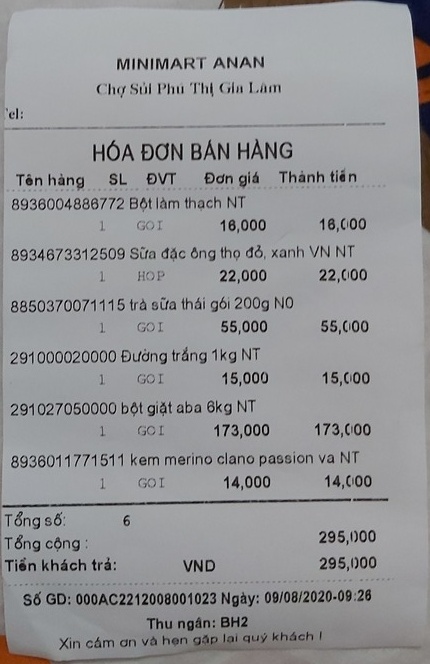 MINIMART ANAN
Chợ Sủi Phú Thị Gia Lâm
Tel:
HÓA ĐƠN BÁN HÀNG
Tên hàng SL ĐVT Đơn giá Thành tiền
8936004886772 Bột làm thạch NT
1 GOI 16,000 16,000
8934673312509 Sữa đặc ông thọ đỏ, xanh VN NT
1 HOP 22,000 22,000
8850370071115 trà sữa thái gói 200g N0
1 GOI 55,000 55,000
291000020000 Đường trắng 1kg NT
1 GOI 15,000 15,000
291027050000 bột giặt aba 6kg NT
1 GOI 173,000 173,000
8936011771511 kem merino clano passion va NT
1 GOI 14,000 14,000
Tổng số: 6
Tổng cộng : 295,000
Tiền khách trả: VND 295,000
Số GD: 000AC2212008001023 Ngày: 09/08/2020-09:26
Thu ngân: BH2
Xin cảm ơn và hẹn gặp lại quý khách !